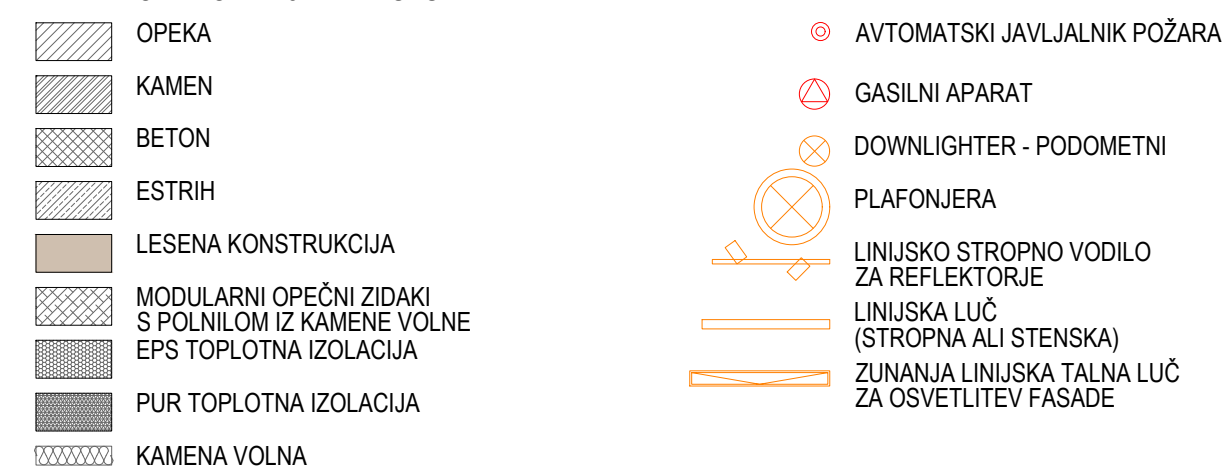 OPEKA
KAMEN
BETON
ESTRIH
LESENA KONSTRUKCIJA
MODULARNI OPEČNI ZIDAKI
S POLNILOM IZ KAMENE VOLNE
EPS TOPLOTNA IZOLACIJA
PUR TOPLOTNA IZOLACIJA
KAMENA VOLNA
AVTOMATSKI JAVLJALNIK POŽARA
GASILNI APARAT
DOWNLIGHTER - PODOMETNI
PLAFONJERA
LINIJSKO STROPNO VODILO
ZA REFLEKTORJE
LINIJSKA LUČ
(STROPNA ALI STENSKA)
ZUNANJA LINIJSKA TALNA LUČ
ZA OSVETLITEV FASADE